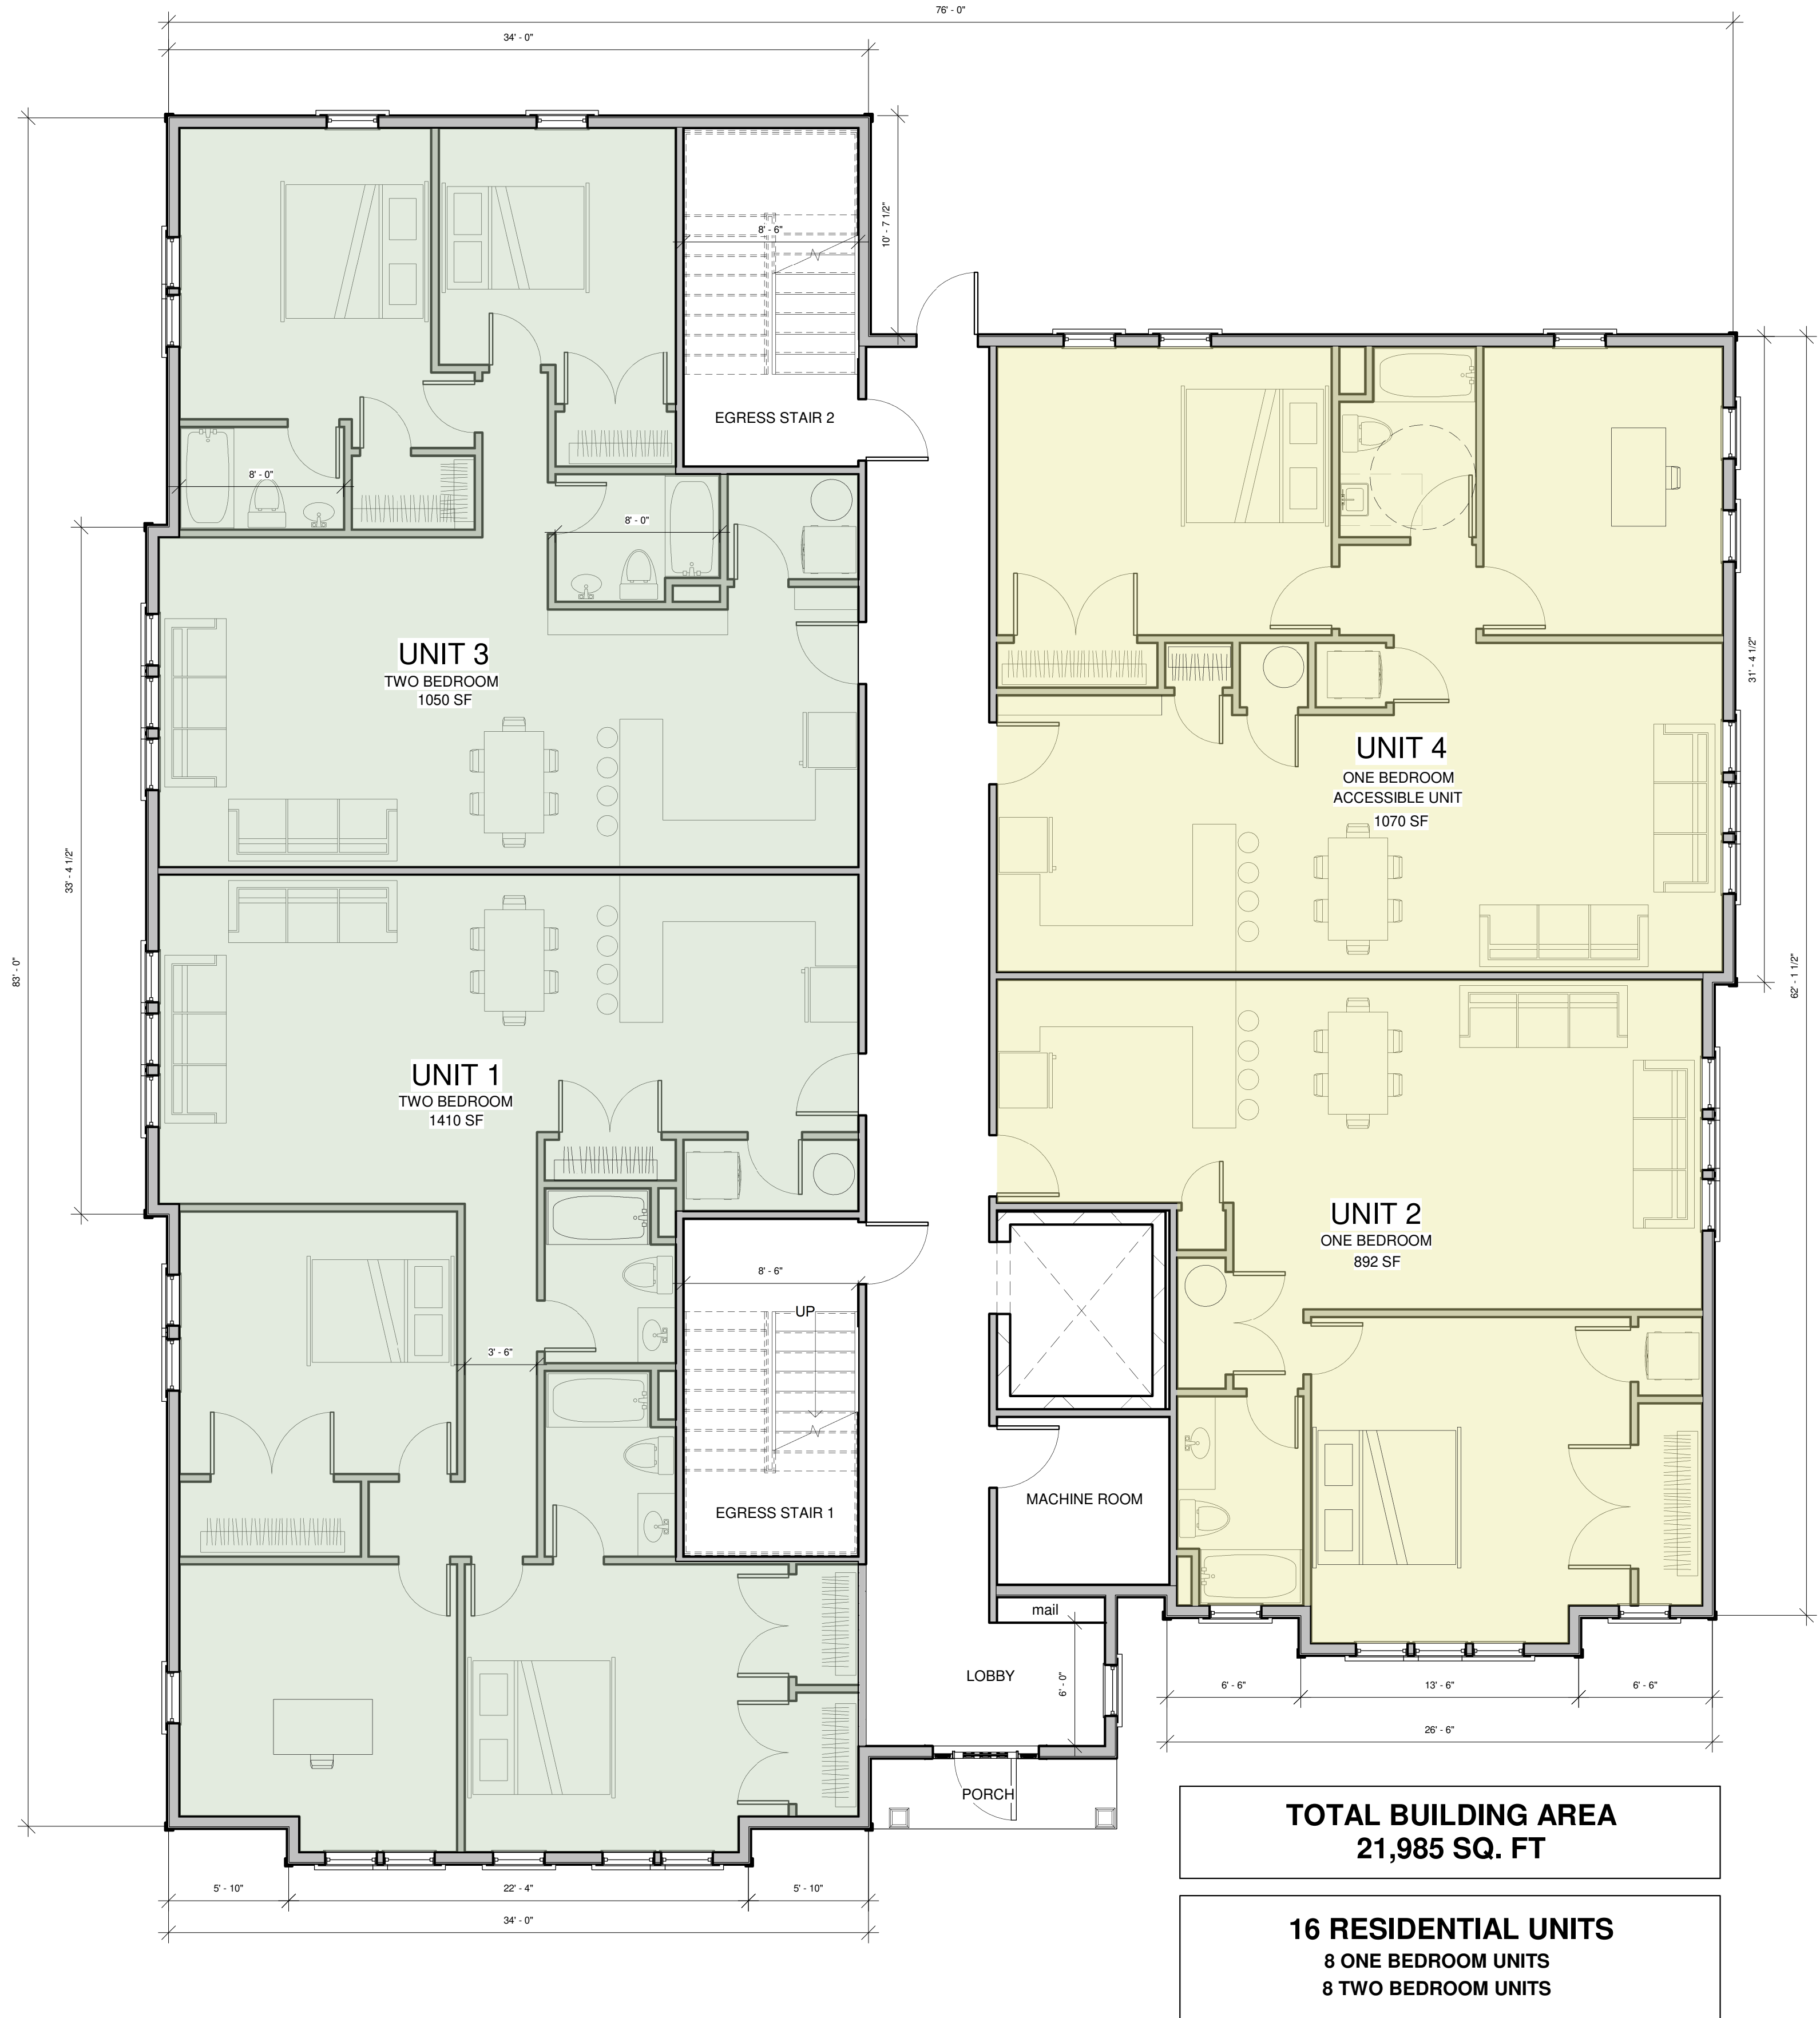 76' - 0"
34' - 0"
10' - 7 1/2"
8' - 6"
EGRESS STAIR 2
8' - 0"
8' - 0"
UNIT 3
TWO BEDROOM
1050 SF
31' - 4 1/2"
UNIT 4
ONE BEDROOM
ACCESSIBLE UNIT
1070 SF
33' - 4 1/2"
83' - 0"
62' - 1 1/2"
UNIT 1
TWO BEDROOM
1410 SF
UNIT 2
ONE BEDROOM
892 SF
8' - 6"
UP
3' - 6"
EGRESS STAIR 1
MACHINE ROOM
mail
LOBBY
6' - 0"
6' - 6"
13' - 6"
6' - 6"
26' - 6"
PORCH
5' - 10"
22' - 4"
5' - 10"
34' - 0"
TOTAL BUILDING AREA
21,985 SQ. FT
16 RESIDENTIAL UNITS
8 ONE BEDROOM UNITS
8 TWO BEDROOM UNITS